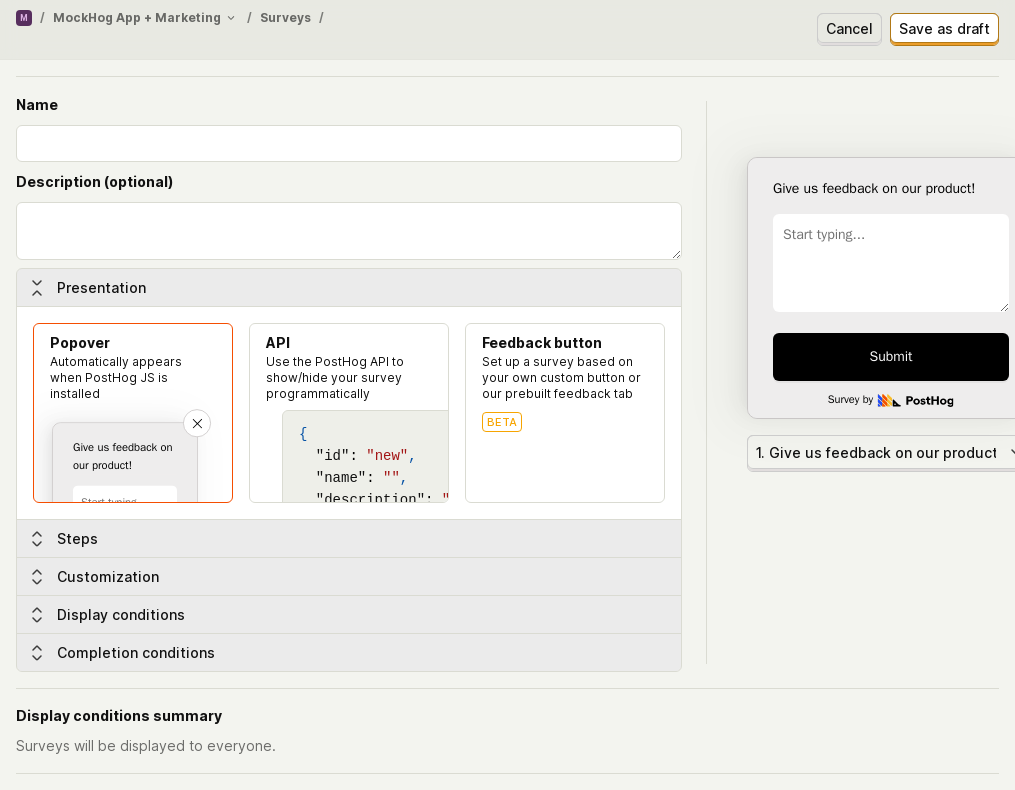 M / MockHog App + Marketing / Surveys /
Cancel
Save as draft
Name
Description (optional)
Presentation
Popover
Automatically appears
when PostHog JS is
installed
Give us feedback on
our product!
Start typing...
API
Use the PostHog API to
show/hide your survey
programmatically
{
"id": "new",
"name": "",
"description": "
Feedback button
Set up a survey based on
your own custom button or
our prebuilt feedback tab
BETA
Steps
Customization
Display conditions
Completion conditions
Give us feedback on our product!
Start typing...
Submit
Survey by PostHog
1. Give us feedback on our product
Display conditions summary
Surveys will be displayed to everyone.